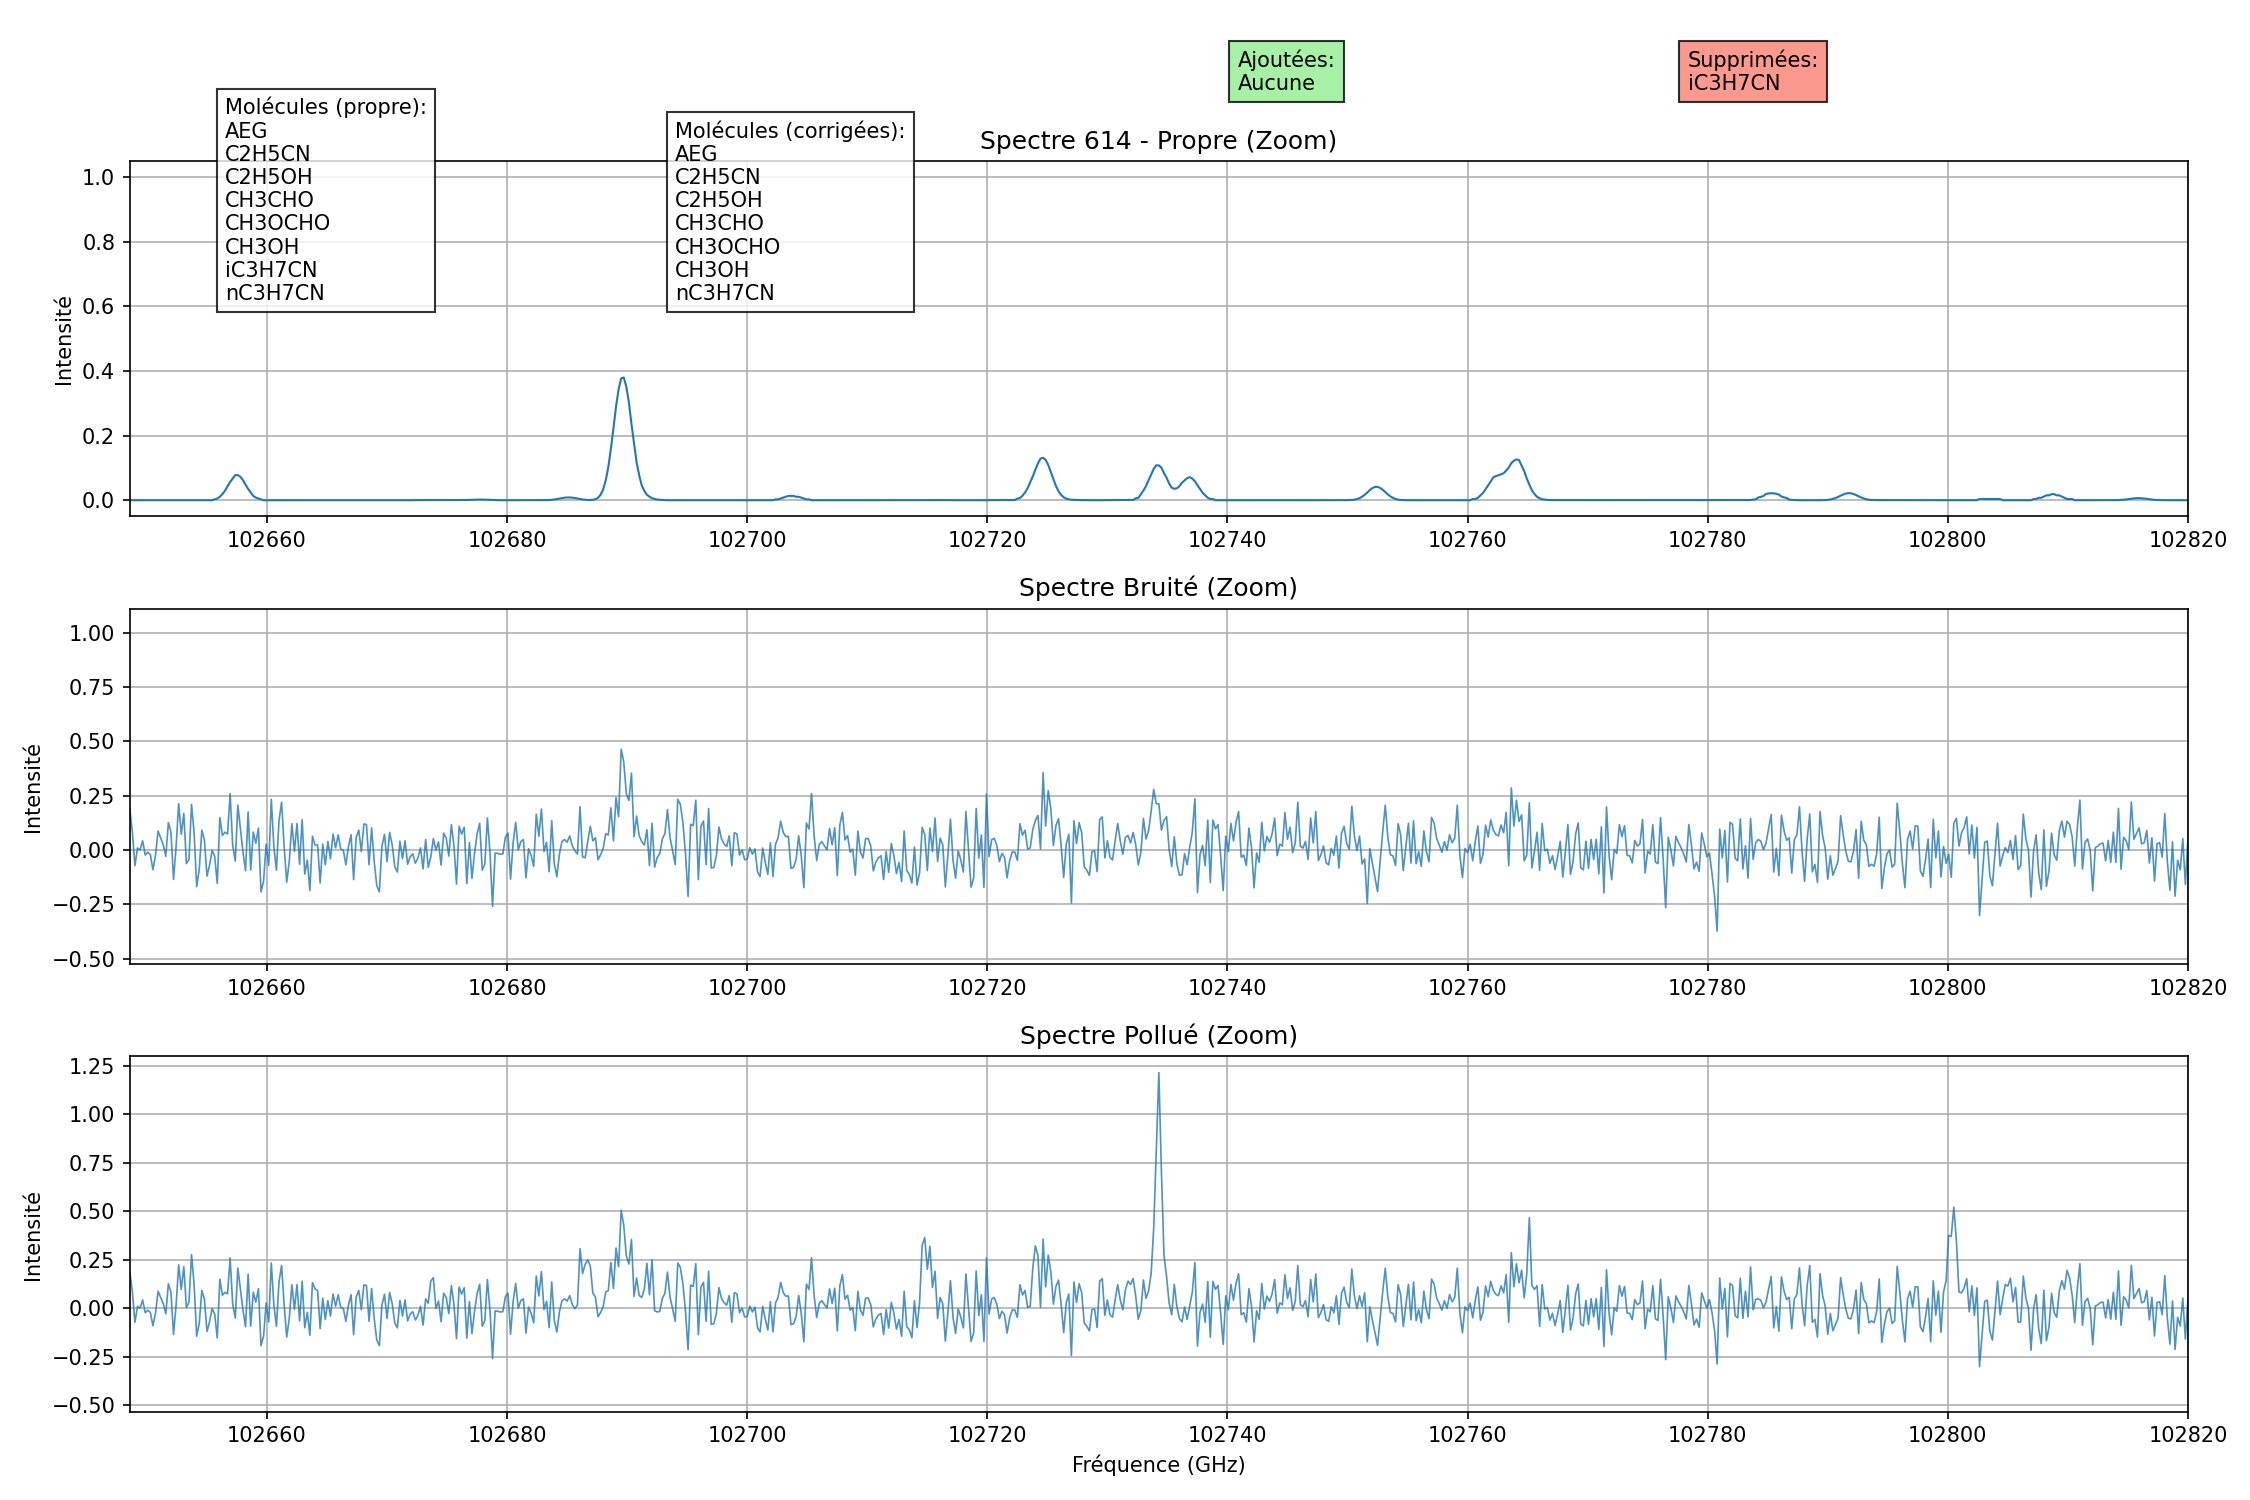 Ajoutées:
Aucune
Supprimées:
iC3H7CN
Molécules (propre):
AEG
C2H5CN
C2H5OH
CH3CHO
CH3OCHO
CH3OH
iC3H7CN
nC3H7CN
Molécules (corrigées):
AEG
C2H5CN
C2H5OH
CH3CHO
CH3OCHO
CH3OH
nC3H7CN
Spectre 614 - Propre (Zoom)
Intensité
1.0
0.8
0.6
0.4
0.2
0.0
102660 102680 102700 102720 102740 102760 102780 102800 102820
Spectre Bruité (Zoom)
Intensité
1.00
0.75
0.50
0.25
0.00
−0.25
−0.50
102660 102680 102700 102720 102740 102760 102780 102800 102820
Spectre Pollué (Zoom)
Intensité
1.25
1.00
0.75
0.50
0.25
0.00
−0.25
−0.50
102660 102680 102700 102720 102740 102760 102780 102800 102820
Fréquence (GHz)